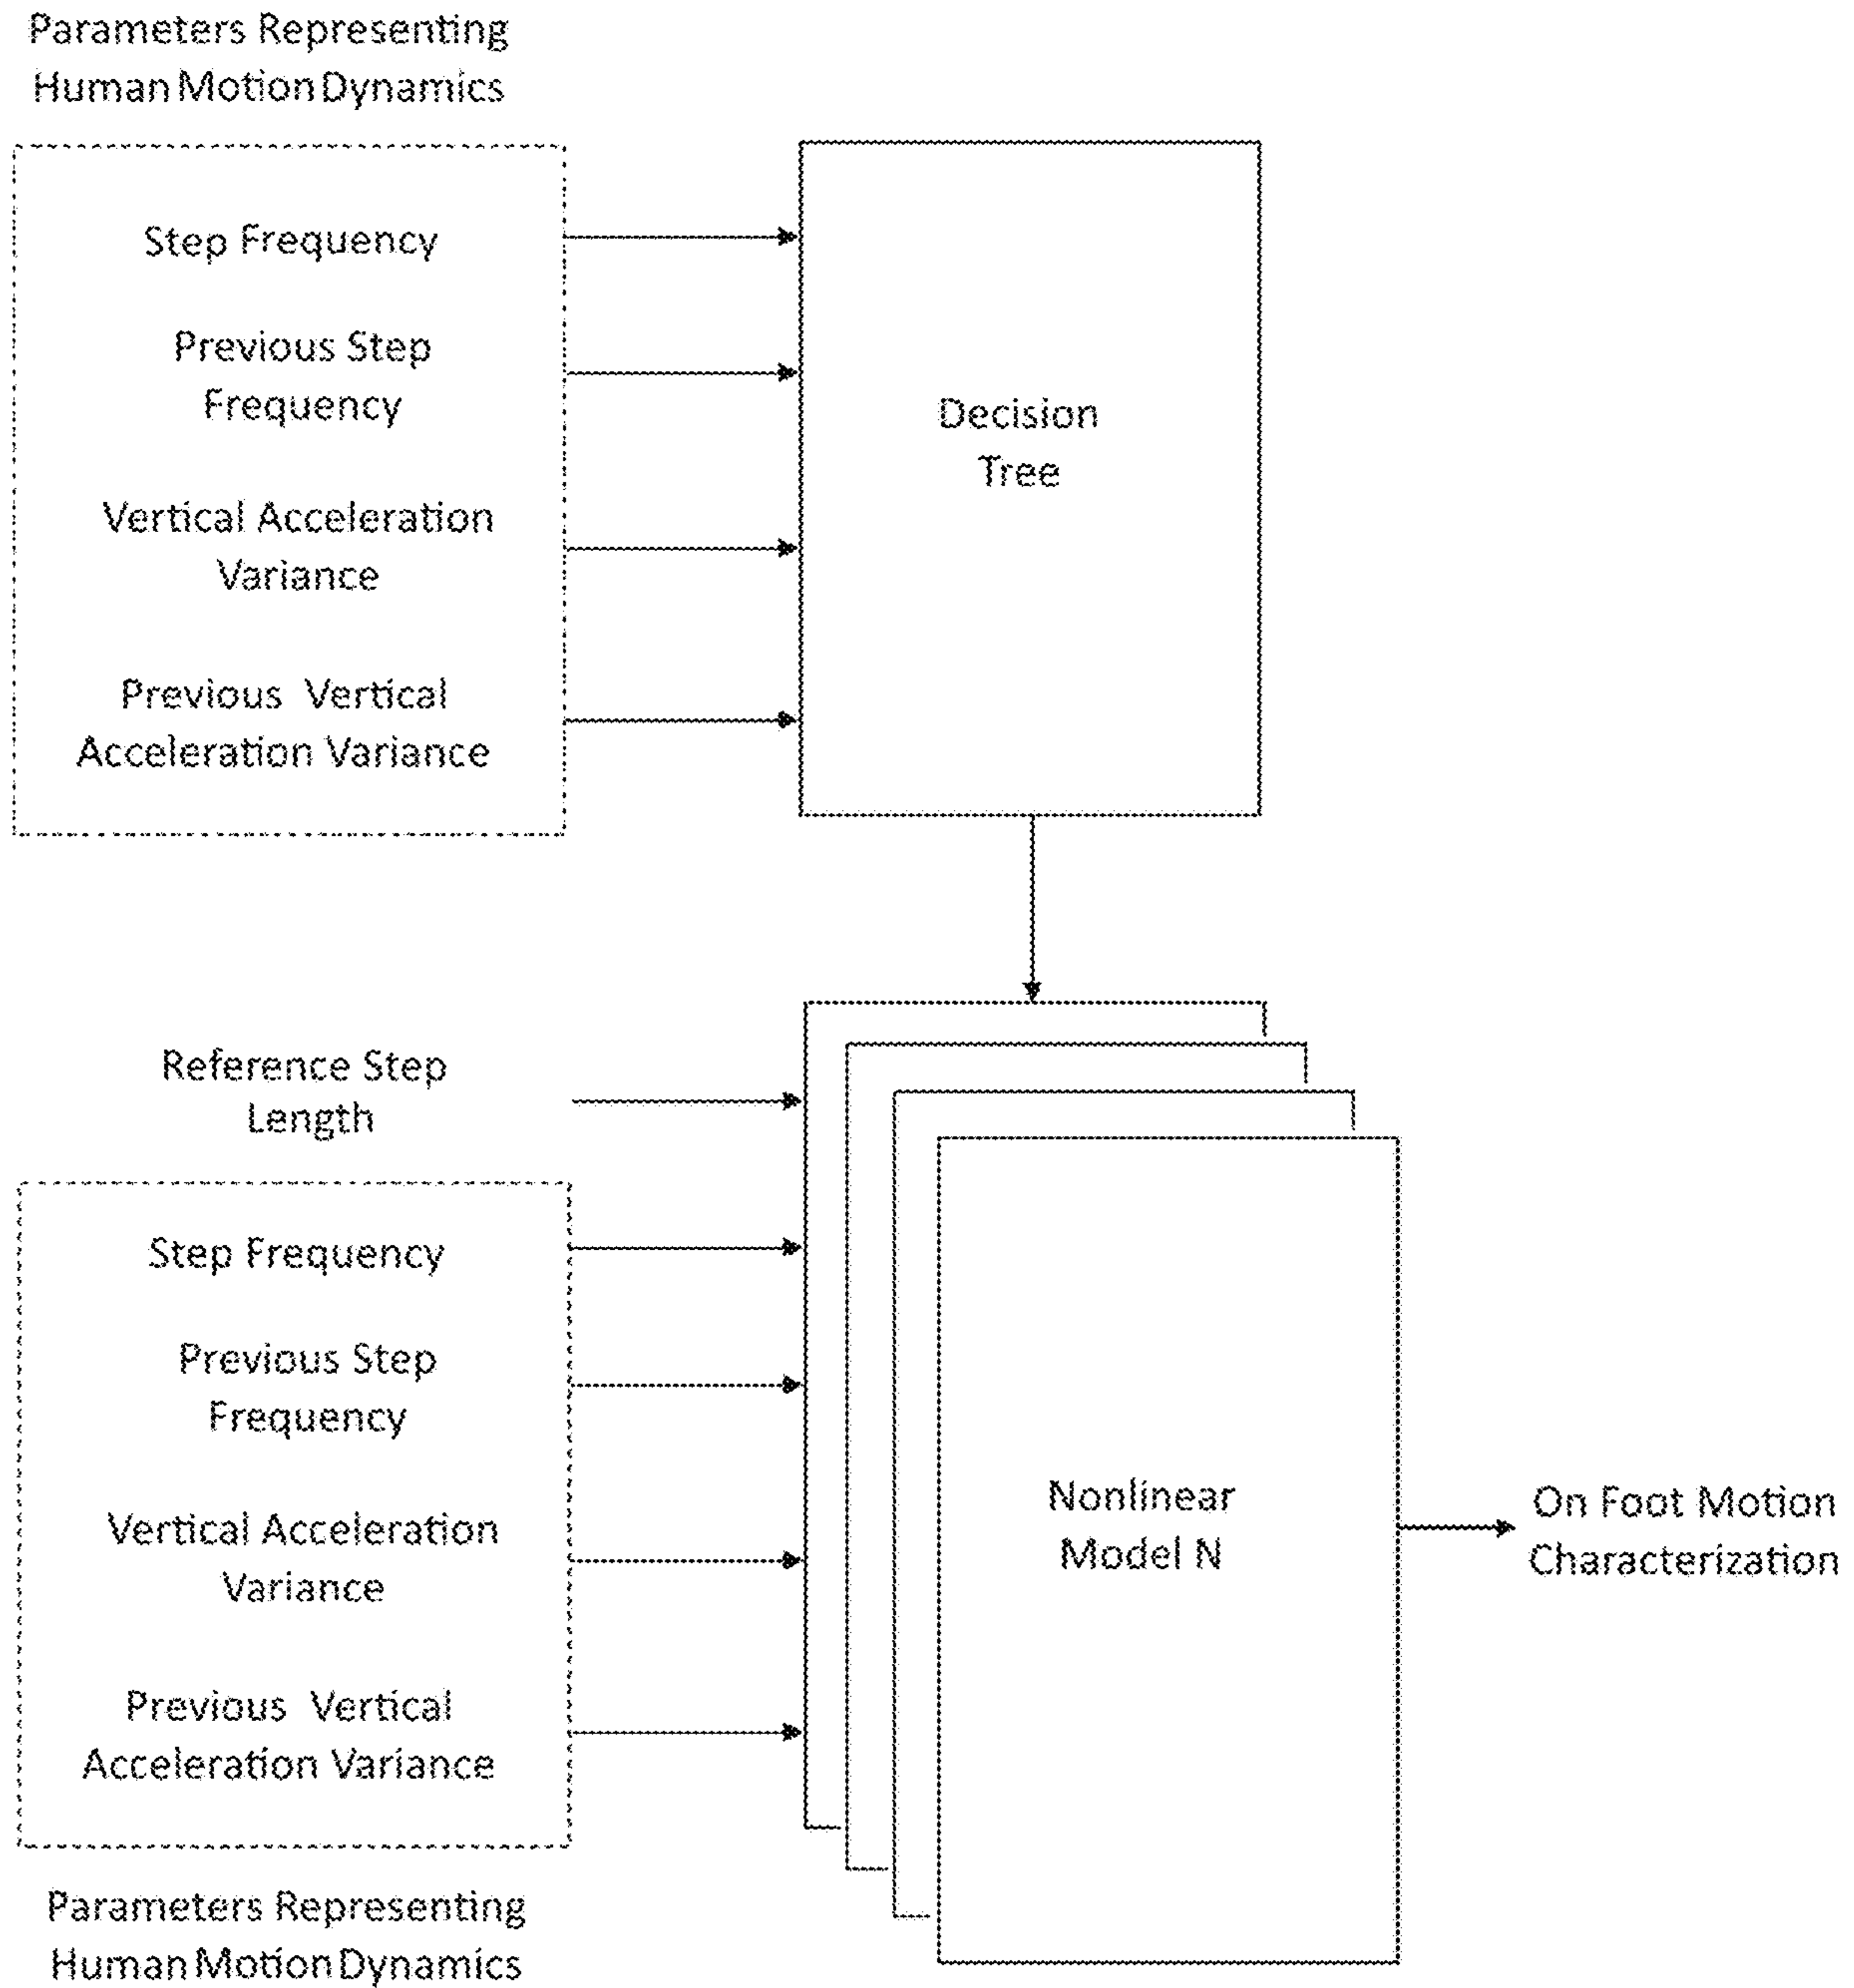 Parameters Representing
Human Motion Dynamics
Step Frequency
Previous Step
Frequency
Vertical Acceleration
Variance
Previous Vertical
Acceleration Variance
Decision
Tree
Reference Step
Length
Step Frequency
Previous Step
Frequency
Vertical Acceleration
Variance
Previous Vertical
Acceleration Variance
Parameters Representing
Human Motion Dynamics
Nonlinear
Model N
On Foot Motion
Characterization